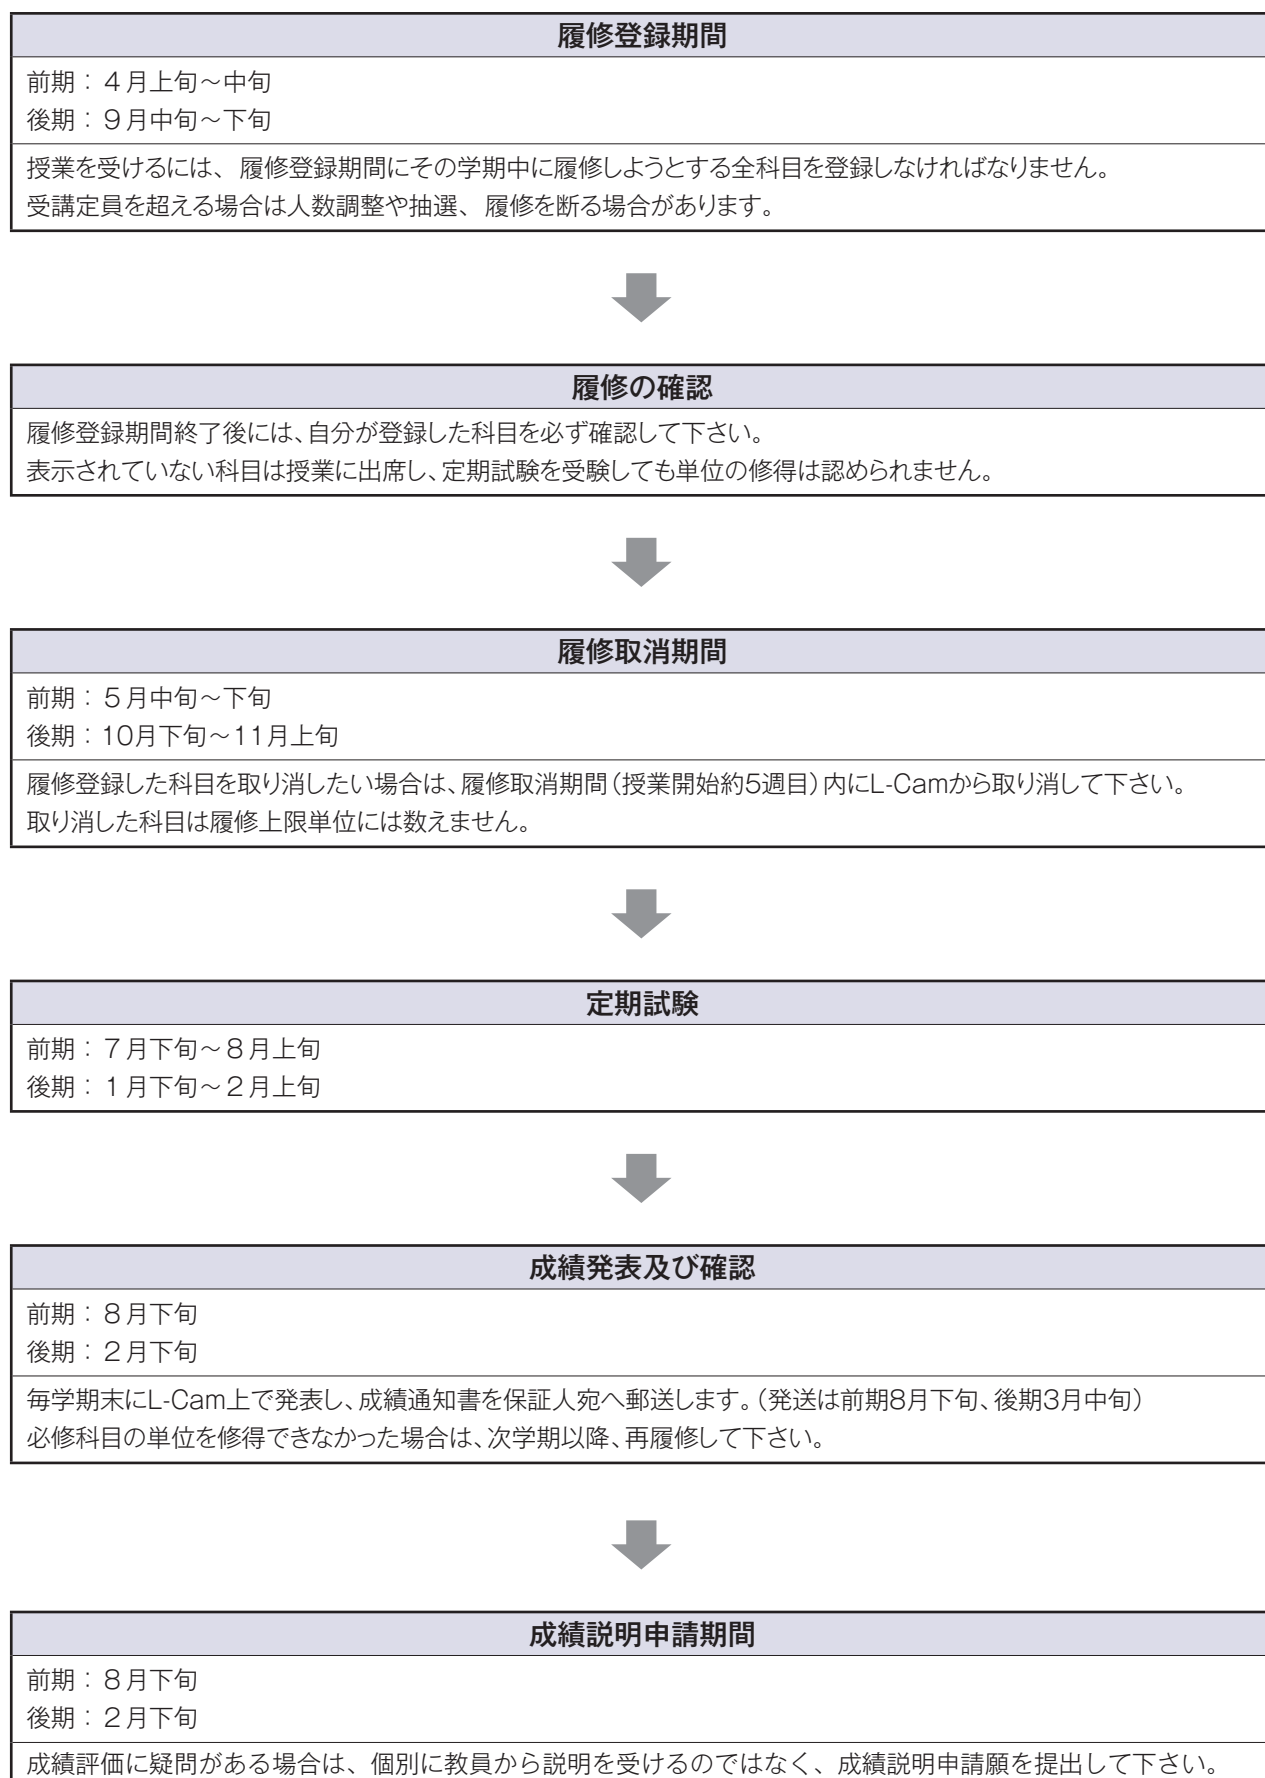 履修登録期間
前期：４月上旬～中旬
後期：９月中旬～下旬
授業を受けるには、履修登録期間にその学期中に履修しようとする全科目を登録しなければなりません。
受講定員を超える場合は人数調整や抽選、履修を断る場合があります。
履修の確認
履修登録期間終了後には、自分が登録した科目を必ず確認して下さい。
表示されていない科目は授業に出席し、定期試験を受験しても単位の修得は認められません。
履修取消期間
前期：５月中旬～下旬
後期：10月下旬～11月上旬
履修登録した科目を取り消したい場合は、履修取消期間（授業開始約5週目）内にL-Camから取り消して下さい。
取り消した科目は履修上限単位には数えません。
定期試験
前期：７月下旬～８月上旬
後期：１月下旬～２月上旬
成績発表及び確認
前期：８月下旬
後期：２月下旬
毎学期末にL-Cam上で発表し、成績通知書を保証人宛へ郵送します。（発送は前期8月下旬、後期3月中旬）
必修科目の単位を修得できなかった場合は、次学期以降、再履修して下さい。
成績説明申請期間
前期：８月下旬
後期：２月下旬
成績評価に疑問がある場合は、個別に教員から説明を受けるのではなく、成績説明申請願を提出して下さい。